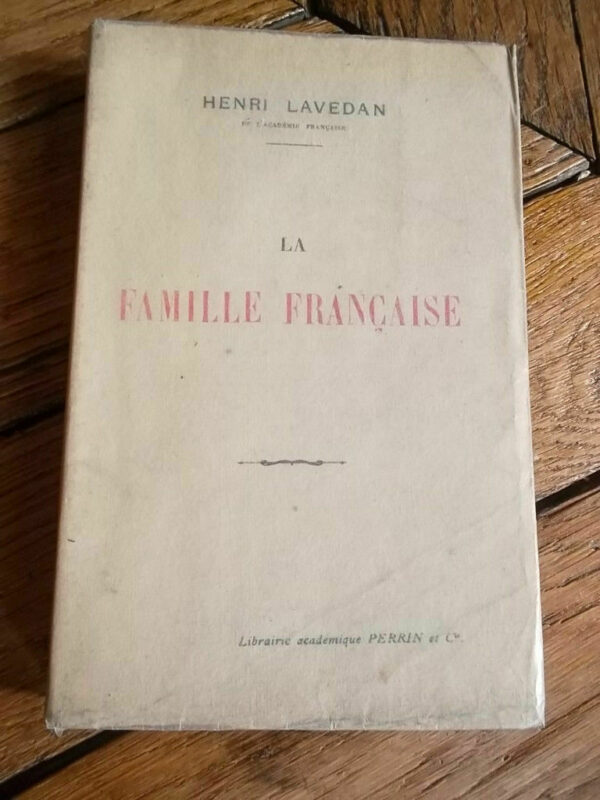 HENRI LAVEDAN
DE L'ACADÉMIE FRANÇAISE
LA
FAMILLE FRANÇAISE
Librairie académique PERRIN et Cie.